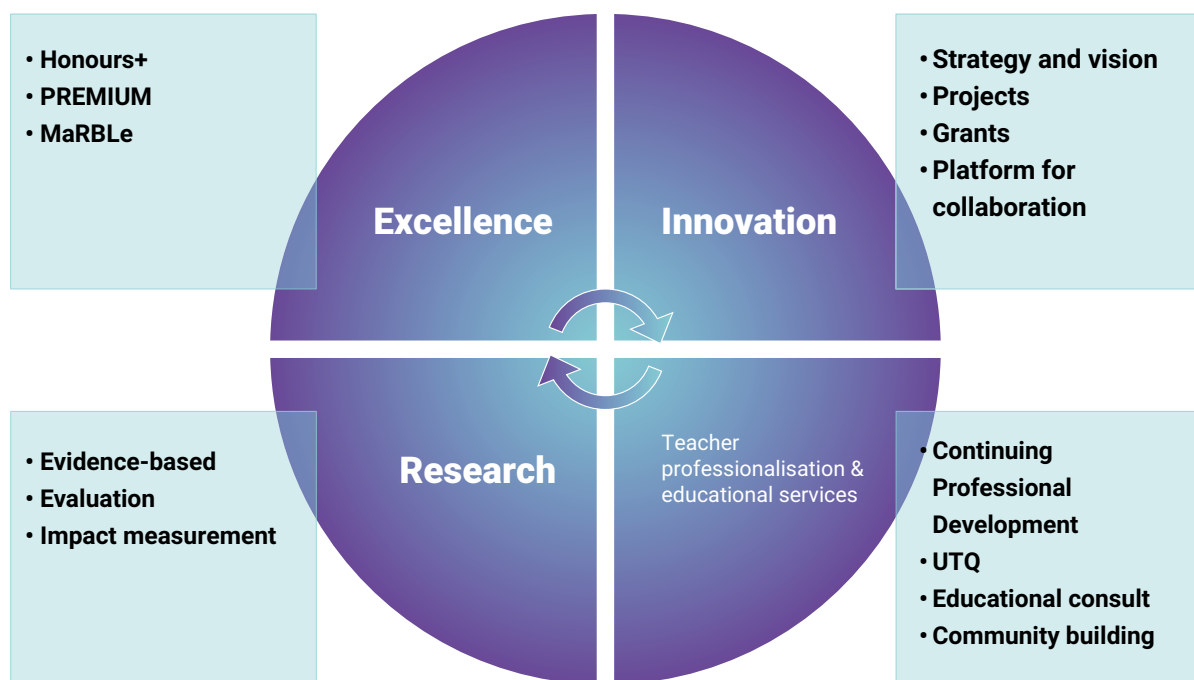 • Honours+
• PREMIUM
• MaRBLe
Excellence
Innovation
• Strategy and vision
• Projects
• Grants
• Platform for
collaboration
• Evidence-based
• Evaluation
• Impact measurement
Research
Teacher
professionalisation &
educational services
• Continuing
Professional
Development
• UTQ
• Educational consult
• Community building